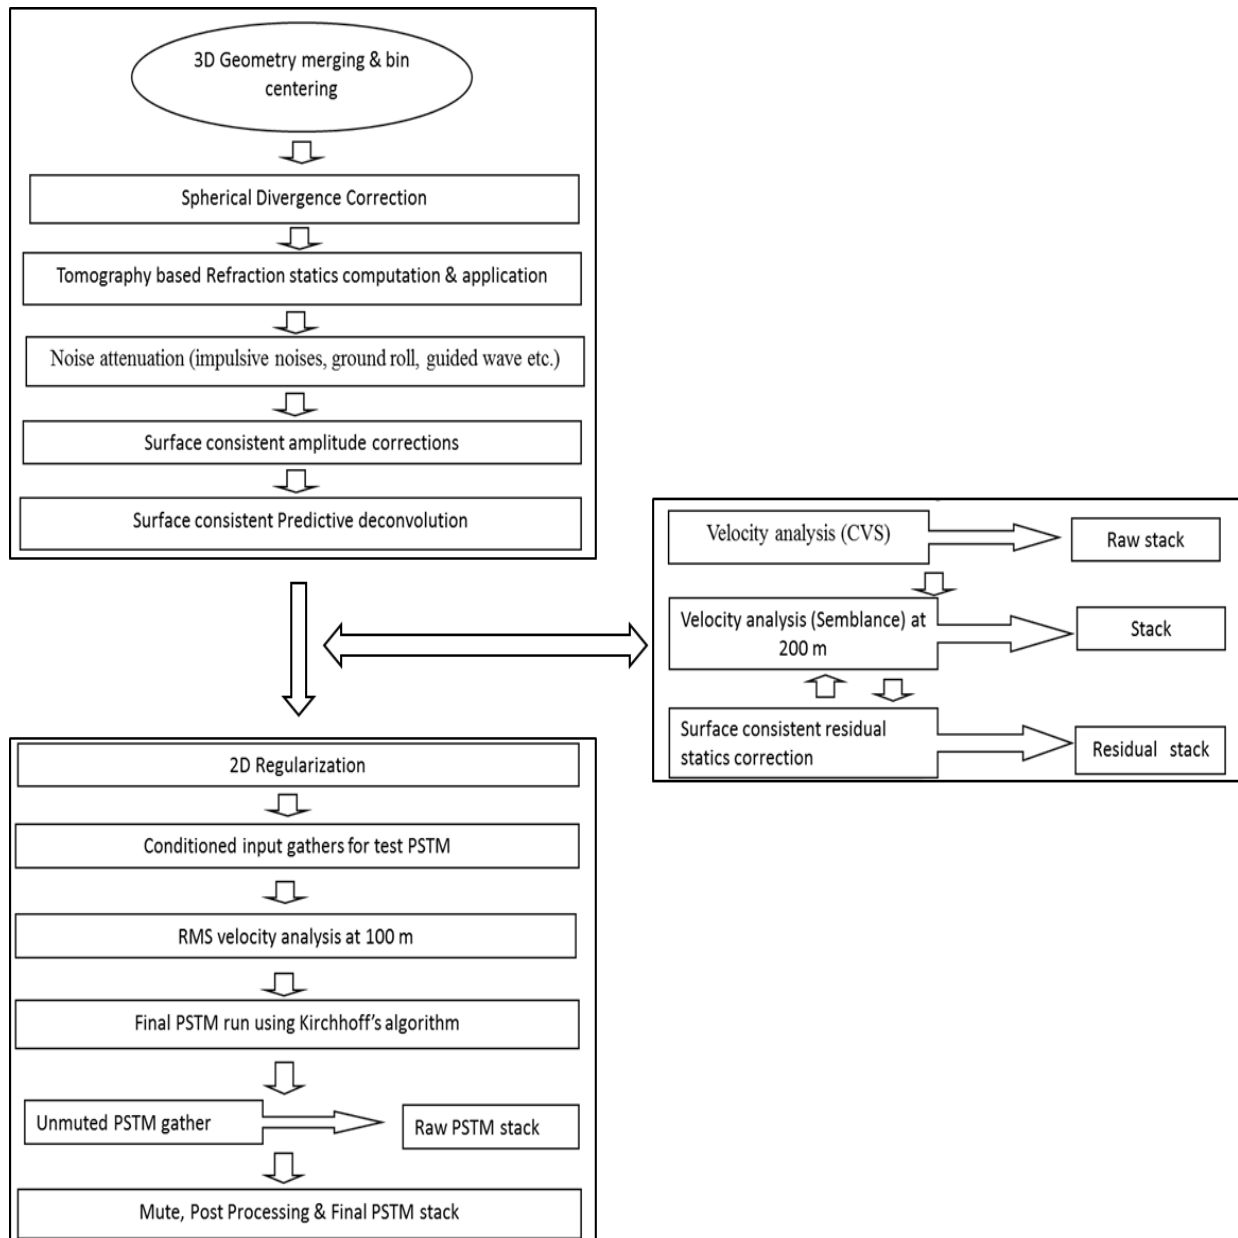 3D Geometry merging & bin
centering
Spherical Divergence Correction
Tomography based Refraction statics computation & application
Noise attenuation (impulsive noises, ground roll, guided wave etc.)
Surface consistent amplitude corrections
Surface consistent Predictive deconvolution
Velocity analysis (CVS)
Raw stack
Velocity analysis (Semblance) at
200 m
Stack
Surface consistent residual
statics correction
Residual stack
2D Regularization
Conditioned input gathers for test PSTM
RMS velocity analysis at 100 m
Final PSTM run using Kirchhoff's algorithm
Unmuted PSTM gather
Raw PSTM stack
Mute, Post Processing & Final PSTM stack